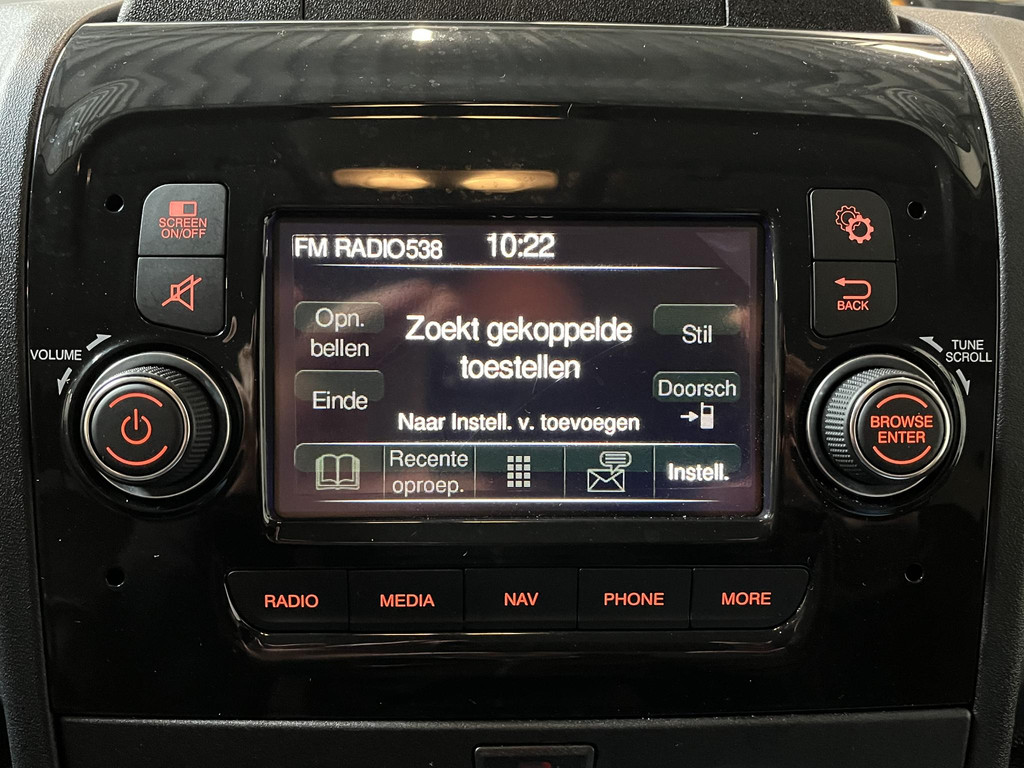 SCREEN
ON/OFF
VOLUME
FM RADIO538 10:22
Opn.
bellen
Zoekt gekoppelde
toestellen
Stil
Einde
Doorsch
Naar Instell. v. toevoegen
Recente
oproep.
Instell.
BACK
TUNE
SCROLL
BROWSE
ENTER
RADIO MEDIA NAV PHONE MORE